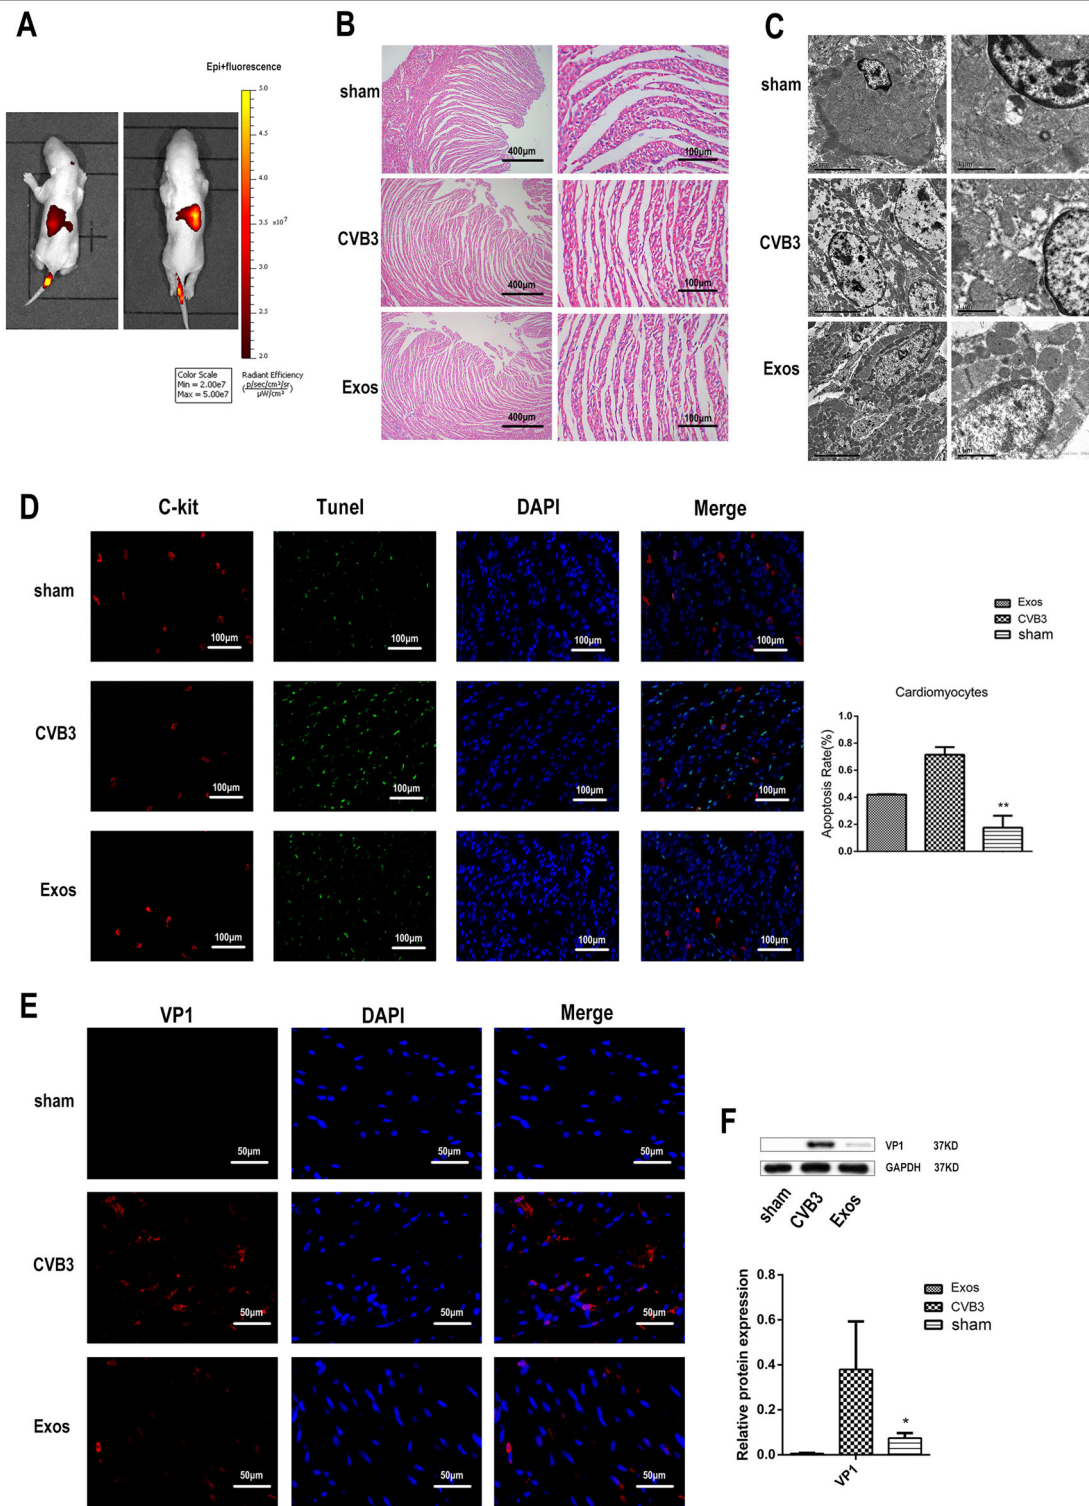 A
Epi+fluorescence
5.0
4.5
4.0
3.5 x10⁷
3.0
2.5
2.0
Color Scale
Min = 2.00e7
Max = 5.00e7
Radiant Efficiency
(p/sec/cm²/sr
µW/cm²)
B
sham
400µm
100µm
CVB3
400µm
100µm
Exos
400µm
100µm
C
sham
CVB3
Exos
D
C-kit Tunel DAPI Merge
sham
100µm 100µm 100µm 100µm
CVB3
100µm 100µm 100µm 100µm
Exos
100µm 100µm 100µm 100µm
Exos
CVB3
sham
Cardiomyocytes
Apoptosis Rate(%)
1.0
0.8
0.6
0.4
0.2
0.0
**
E
VP1 DAPI Merge
sham
50µm 50µm 50µm
CVB3
50µm 50µm 50µm
Exos
50µm 50µm 50µm
F
VP1 37KD
GAPDH 37KD
sham CVB3 Exos
Relative protein expression
0.8
0.6
0.4
0.2
0.0
*
VP1
Exos
CVB3
sham